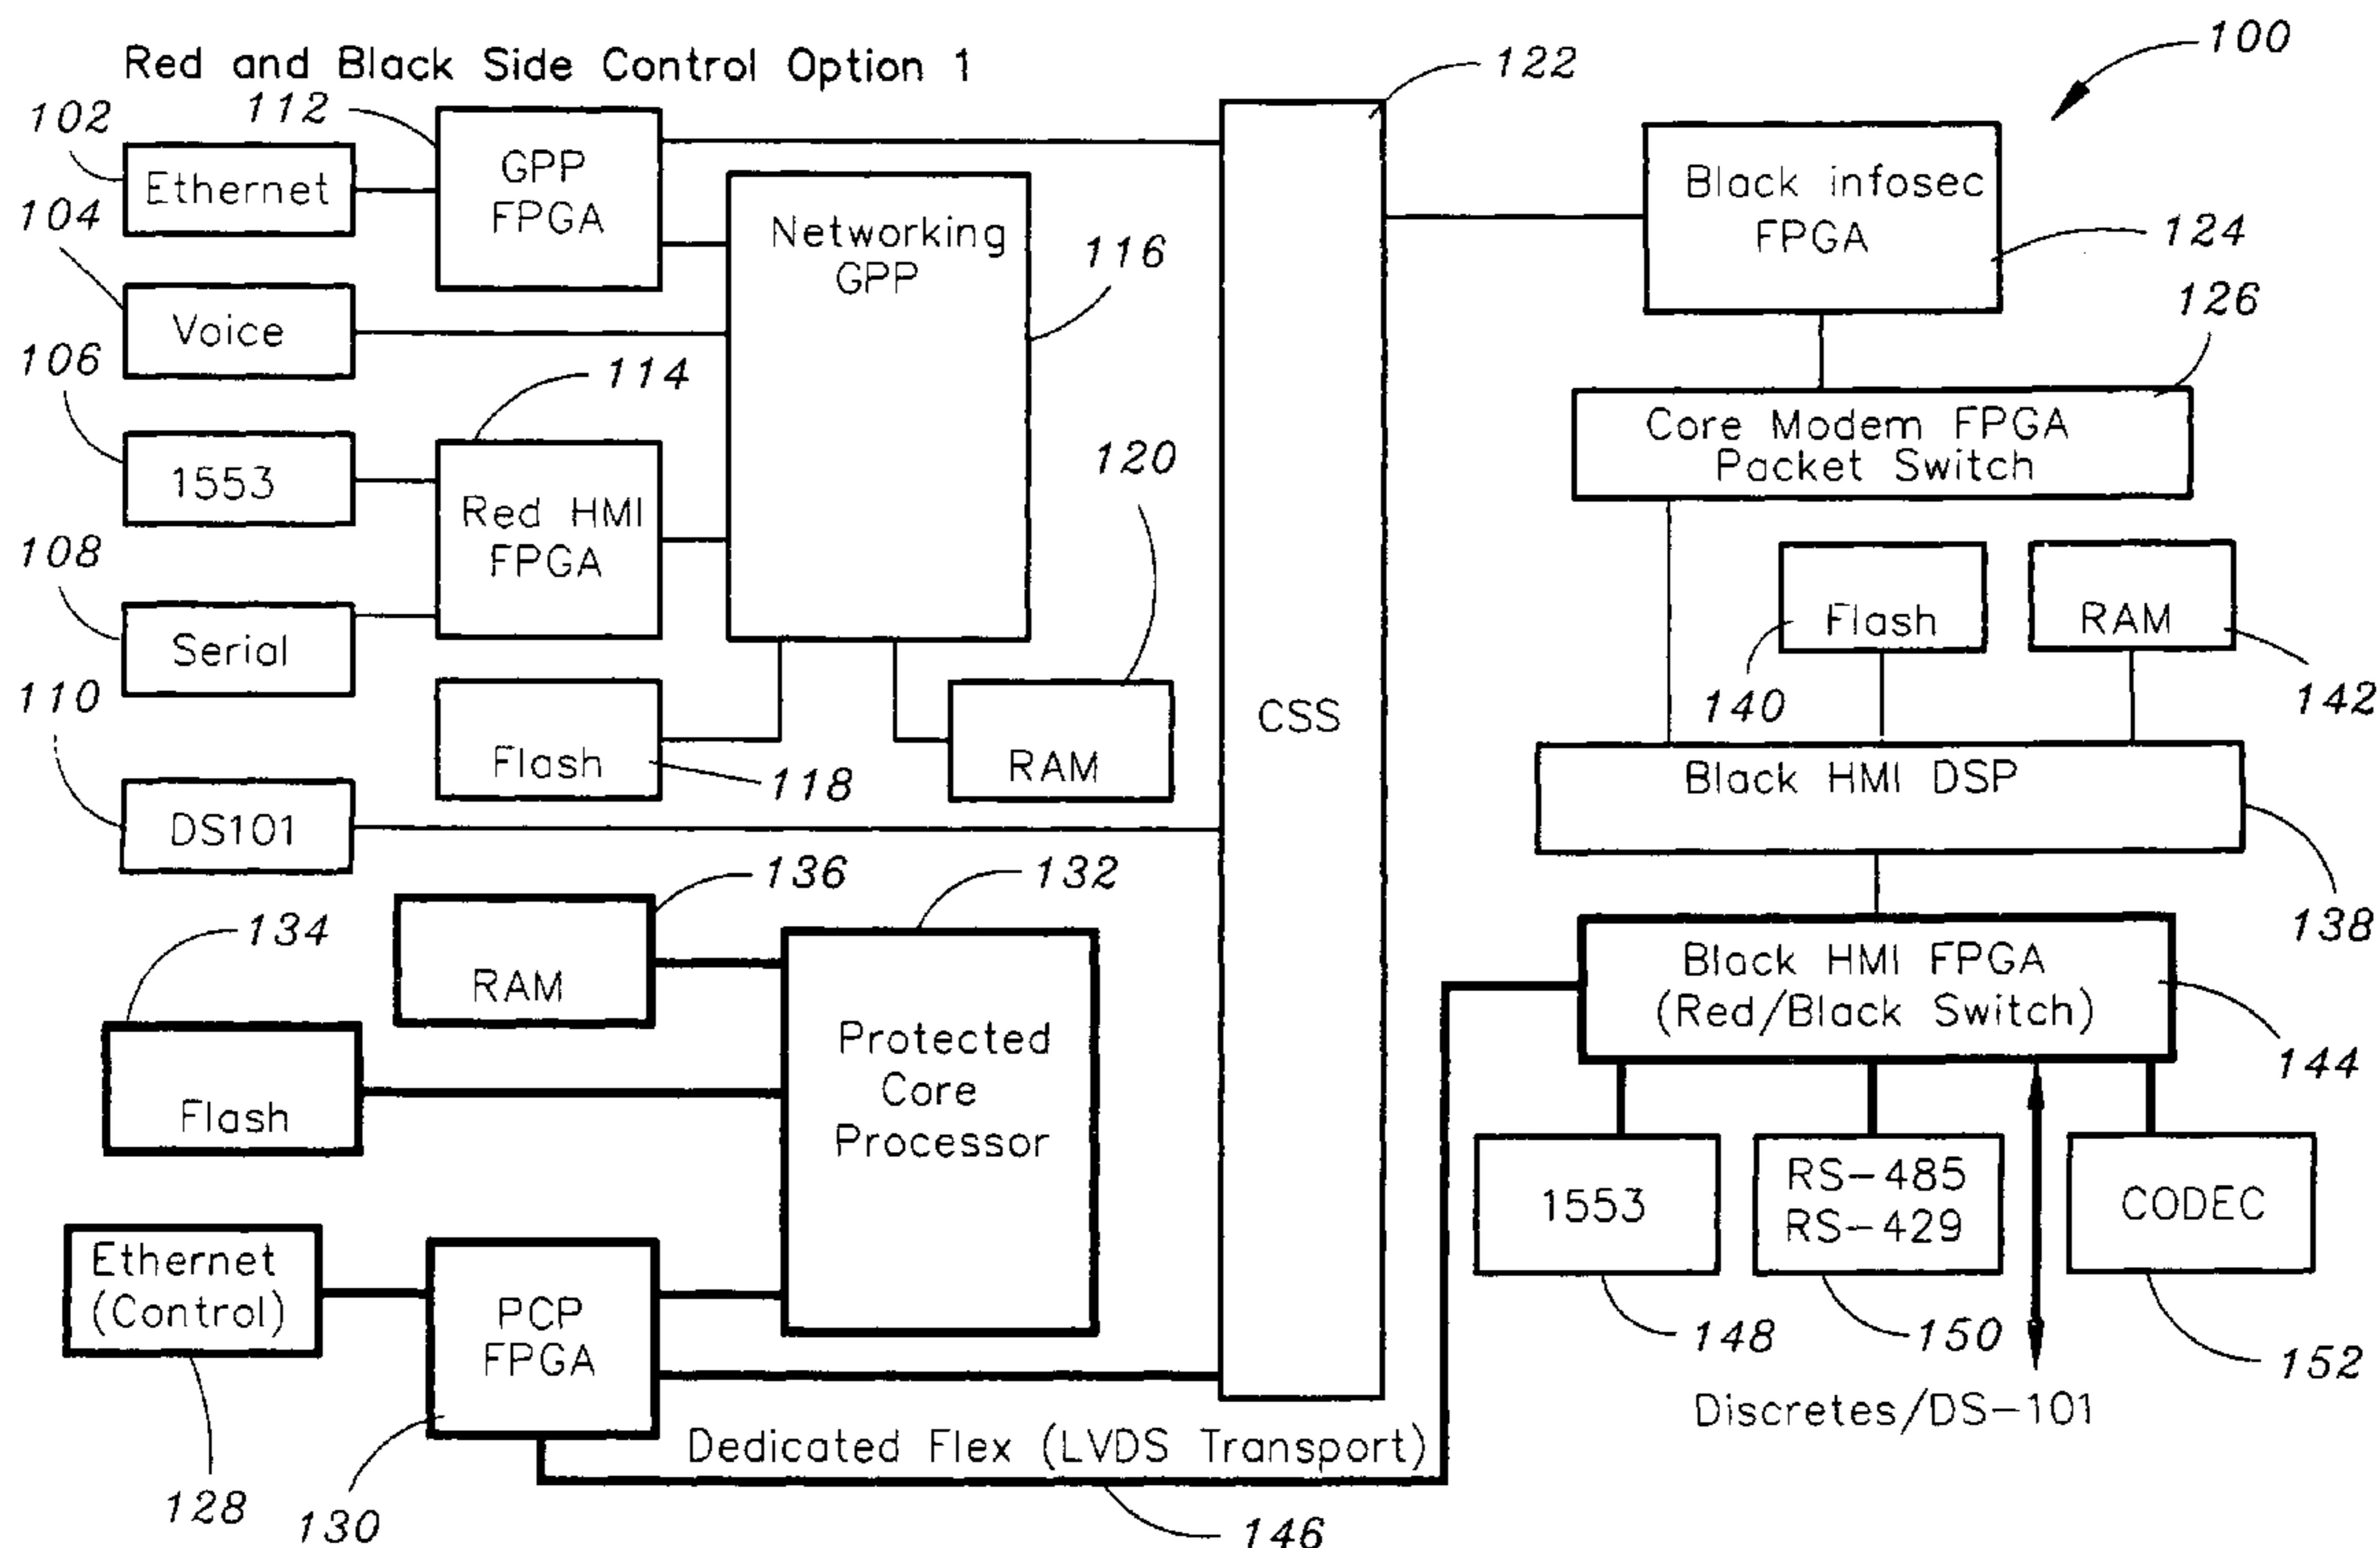 Red and Black Side Control Option 1
100
122
102
112
Ethernet
GPP
FPGA
104
Voice
Networking
GPP
116
106
1553
114
Red HMI
FPGA
108
Serial
120
110
Flash
118
RAM
DS101
CSS
Black infosec
FPGA
124
126
Core Modem FPGA
Packet Switch
Flash
140
RAM
142
Black HMI DSP
138
136
RAM
132
134
Flash
Protected
Core
Processor
Black HMI FPGA
(Red/Black Switch)
144
Ethernet
(Control)
128
PCP
FPGA
130
1553
148
RS-485
RS-429
150
CODEC
152
Discretes/DS-101
Dedicated Flex (LVDS Transport)
146